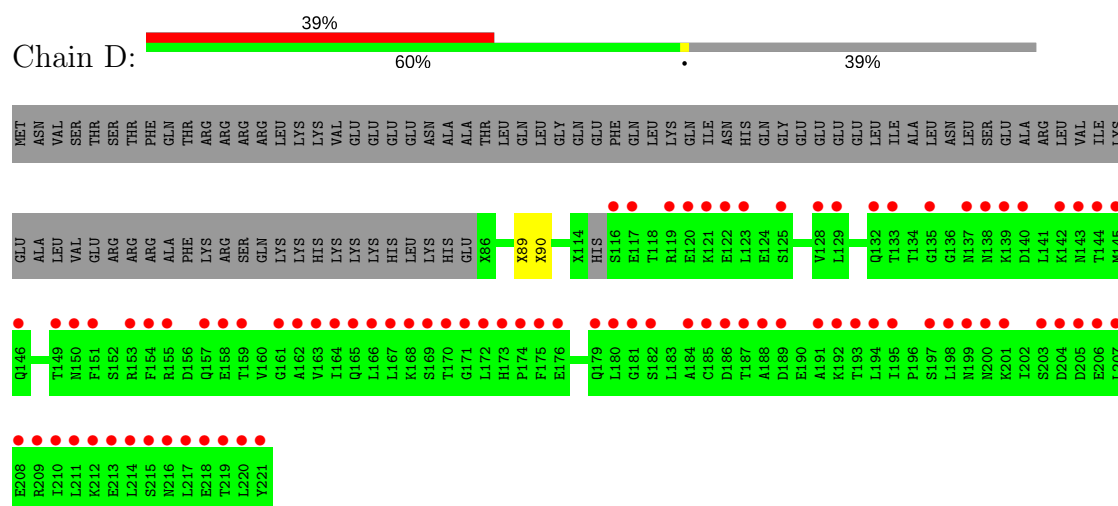 39%
Chain D:
60% • 39%
MET ASN VAL SER THR SER THR PHE GLN THR ARG ARG ARG ARG LEU LYS LYS VAL GLU GLU GLU GLU ASN ALA ALA THR LEU GLN LEU GLY GLN GLU PHE GLN LEU LYS GLN ILE ASN HIS GLN GLY GLU GLU GLU GLU LEU ILE ALA LEU ASN LEU SER GLU ALA ARG LEU VAL ILE LYS
GLU ALA LEU VAL GLU ARG ARG ARG ALA PHE LYS ARG SER GLN LYS LYS HIS LYS LYS LYS HIS LEU LYS HIS GLU X86 X89 X90 X114 HIS S116 E117 T118 R119 E120 K121 E122 L123 E124 S125 V128 L129 Q132 T133 T134 G135 G136 N137 N138 K139 D140 L141 K142 N143 T144 M145
Q146 T149 N150 F151 S152 R153 F154 R155 D156 Q157 E158 T159 V160 G161 A162 V163 I164 Q165 L166 L167 K168 S169 T170 G171 L172 H173 P174 F175 E176 Q179 L180 G181 S182 L183 A184 C185 D186 T187 A188 D189 E190 A191 K192 T193 L194 I195 P196 S197 L198 N199 N200 K201 I202 S203 D204 D205 E206 L207
E208 R209 I210 L211 K212 E213 L214 S215 N216 L217 E218 T219 L220 Y221